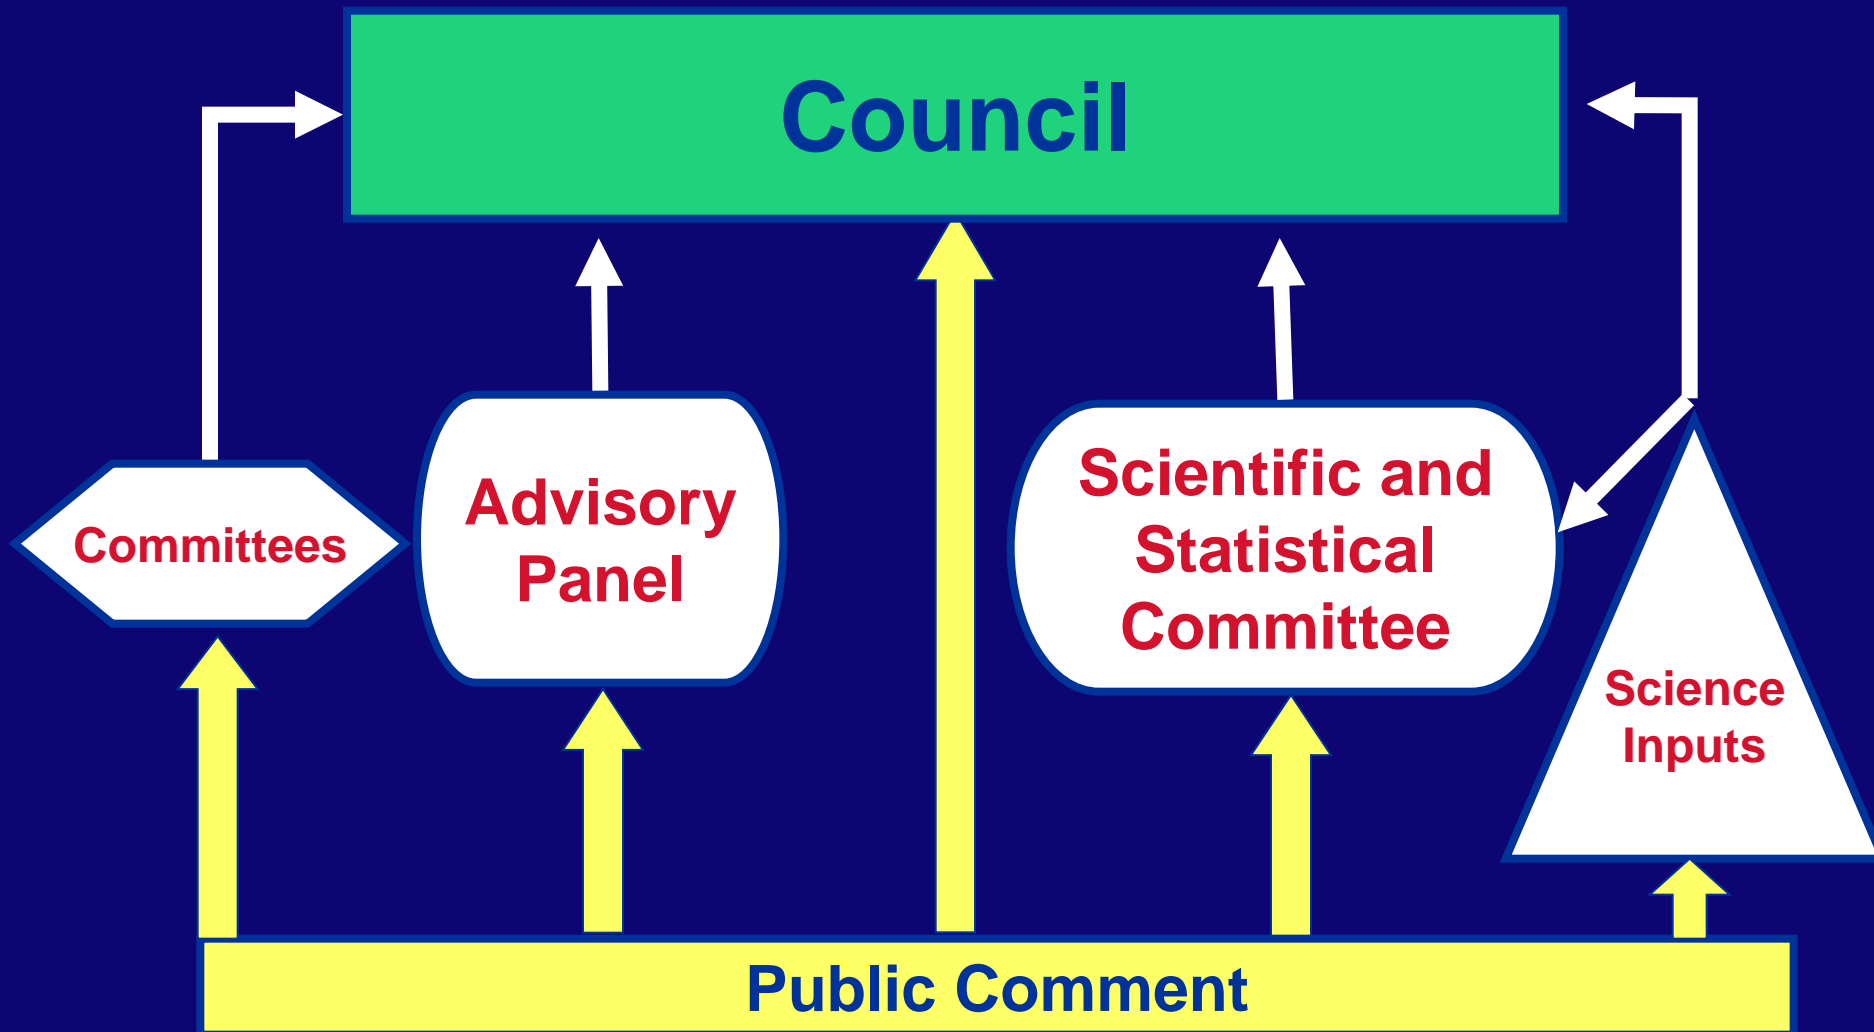 Council
Committees
Advisory
Panel
Scientific and
Statistical
Committee
Science
Inputs
Public Comment